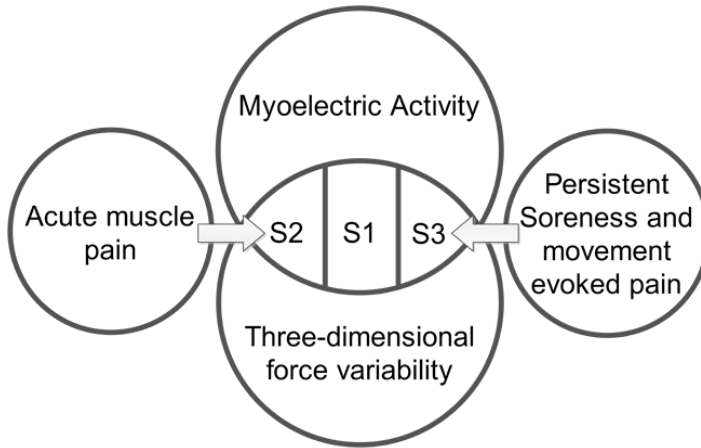 Myoelectric Activity
Acute muscle
pain
S2
S1
S3
Persistent
Soreness and
movement
evoked pain
Three-dimensional
force variability